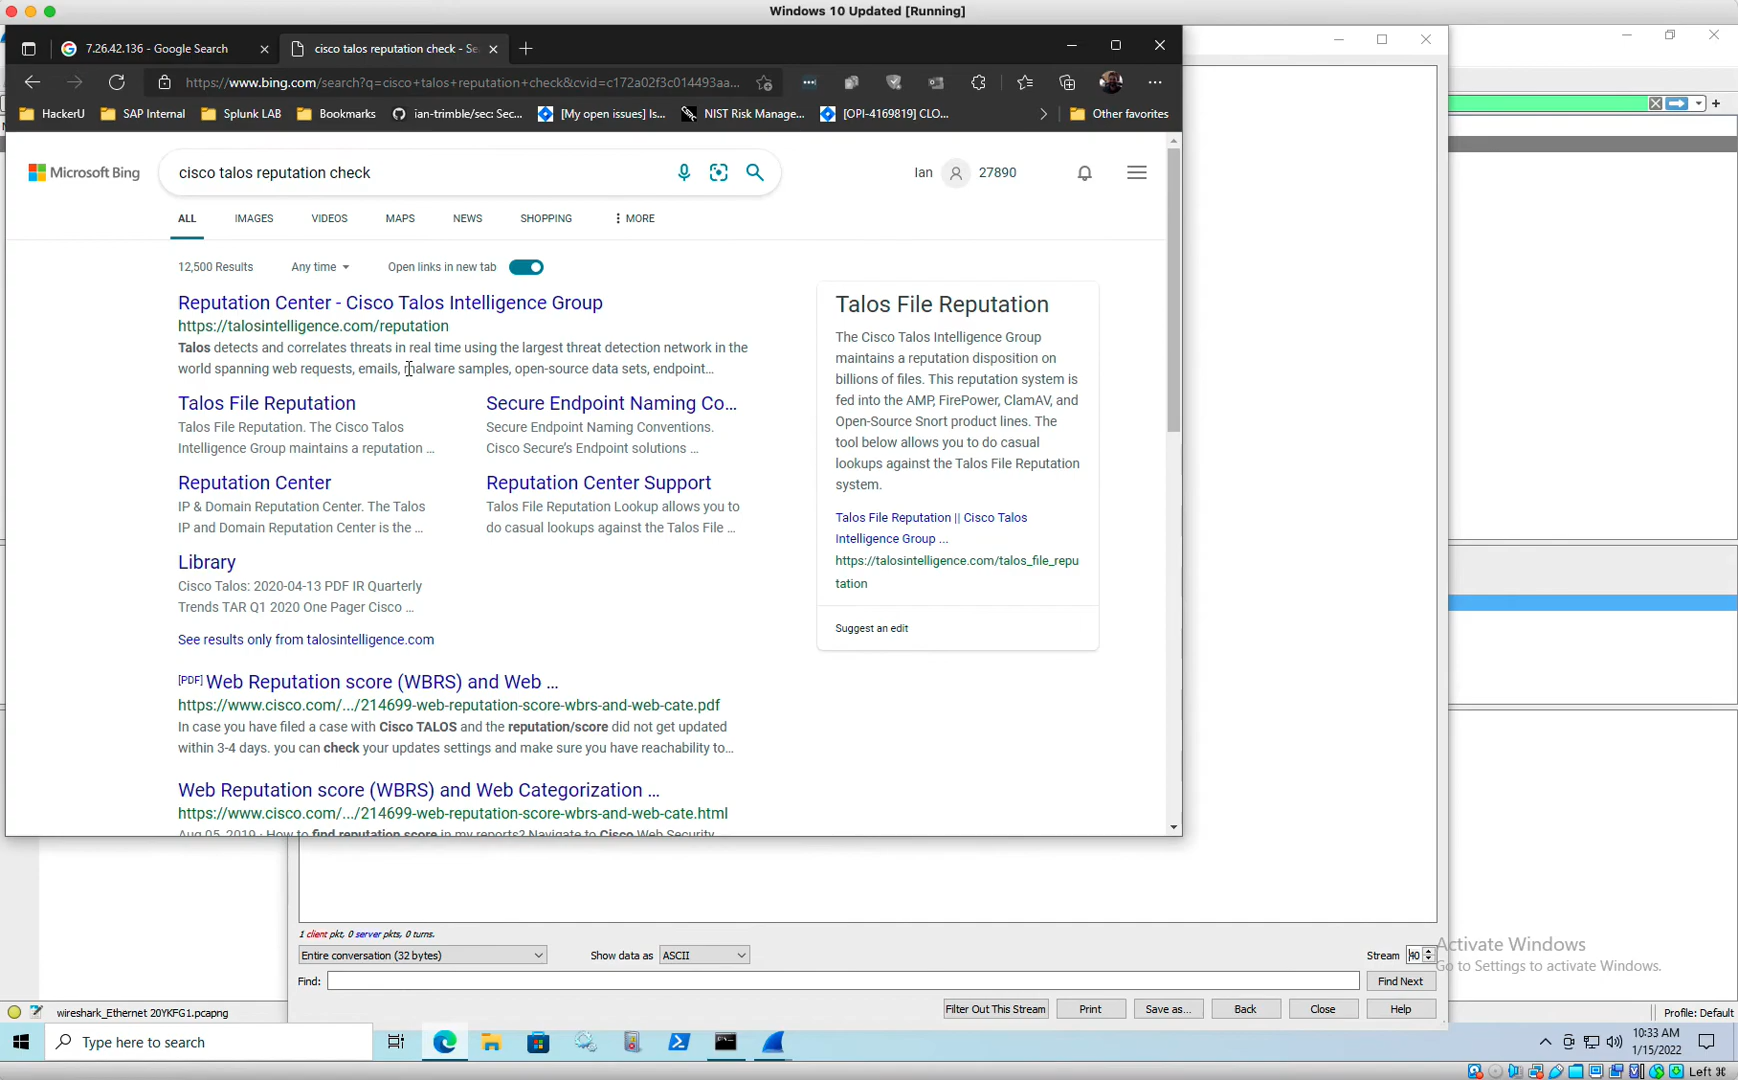 Windows 10 Updated [Running]
7.26.42.136 - Google Search
cisco talos reputation check - Se
https://www.bing.com/search?q=cisco+talos+reputation+check&cvid=c172a02f3c014493aa...
HackerU
SAP Internal
Splunk LAB
Bookmarks
ian-trimble/sec: Sec...
[My open issues] Is...
NIST Risk Manage...
[OPI-4169819] CLO...
Other favorites
Microsoft Bing
cisco talos reputation check
Ian
27890
ALL
IMAGES
VIDEOS
MAPS
NEWS
SHOPPING
MORE
12,500 Results
Any time
Open links in new tab
Reputation Center - Cisco Talos Intelligence Group
https://talosintelligence.com/reputation
Talos detects and correlates threats in real time using the largest threat detection network in the
world spanning web requests, emails, malware samples, open-source data sets, endpoint...
Talos File Reputation
Talos File Reputation. The Cisco Talos
Intelligence Group maintains a reputation ...
Secure Endpoint Naming Co...
Secure Endpoint Naming Conventions.
Cisco Secure's Endpoint solutions ...
Reputation Center
IP & Domain Reputation Center. The Talos
IP and Domain Reputation Center is the ...
Reputation Center Support
Talos File Reputation Lookup allows you to
do casual lookups against the Talos File ...
Library
Cisco Talos: 2020-04-13 PDF IR Quarterly
Trends TAR Q1 2020 One Pager Cisco ...
See results only from talosintelligence.com
[PDF] Web Reputation score (WBRS) and Web ...
https://www.cisco.com/.../214699-web-reputation-score-wbrs-and-web-cate.pdf
In case you have filed a case with Cisco TALOS and the reputation/score did not get updated
within 3-4 days. you can check your updates settings and make sure you have reachability to...
Web Reputation score (WBRS) and Web Categorization ...
https://www.cisco.com/.../214699-web-reputation-score-wbrs-and-web-cate.html
Aug 05, 2019 · How to find reputation score in my reports? Navigate to Cisco Web Security
Talos File Reputation
The Cisco Talos Intelligence Group
maintains a reputation disposition on
billions of files. This reputation system is
fed into the AMP, FirePower, ClamAV, and
Open-Source Snort product lines. The
tool below allows you to do casual
lookups against the Talos File Reputation
system.
Talos File Reputation || Cisco Talos
Intelligence Group ...
https://talosintelligence.com/talos_file_repu
tation
Suggest an edit
1 client pkt, 0 server pkts, 0 turns.
Entire conversation (32 bytes)
Show data as
ASCII
Stream
40
Find:
Find Next
Filter Out This Stream
Print
Save as...
Back
Close
Help
Activate Windows
Go to Settings to activate Windows.
wireshark_Ethernet 20YKFG1.pcapng
Profile: Default
Type here to search
10:33 AM
1/15/2022
Left ⌘